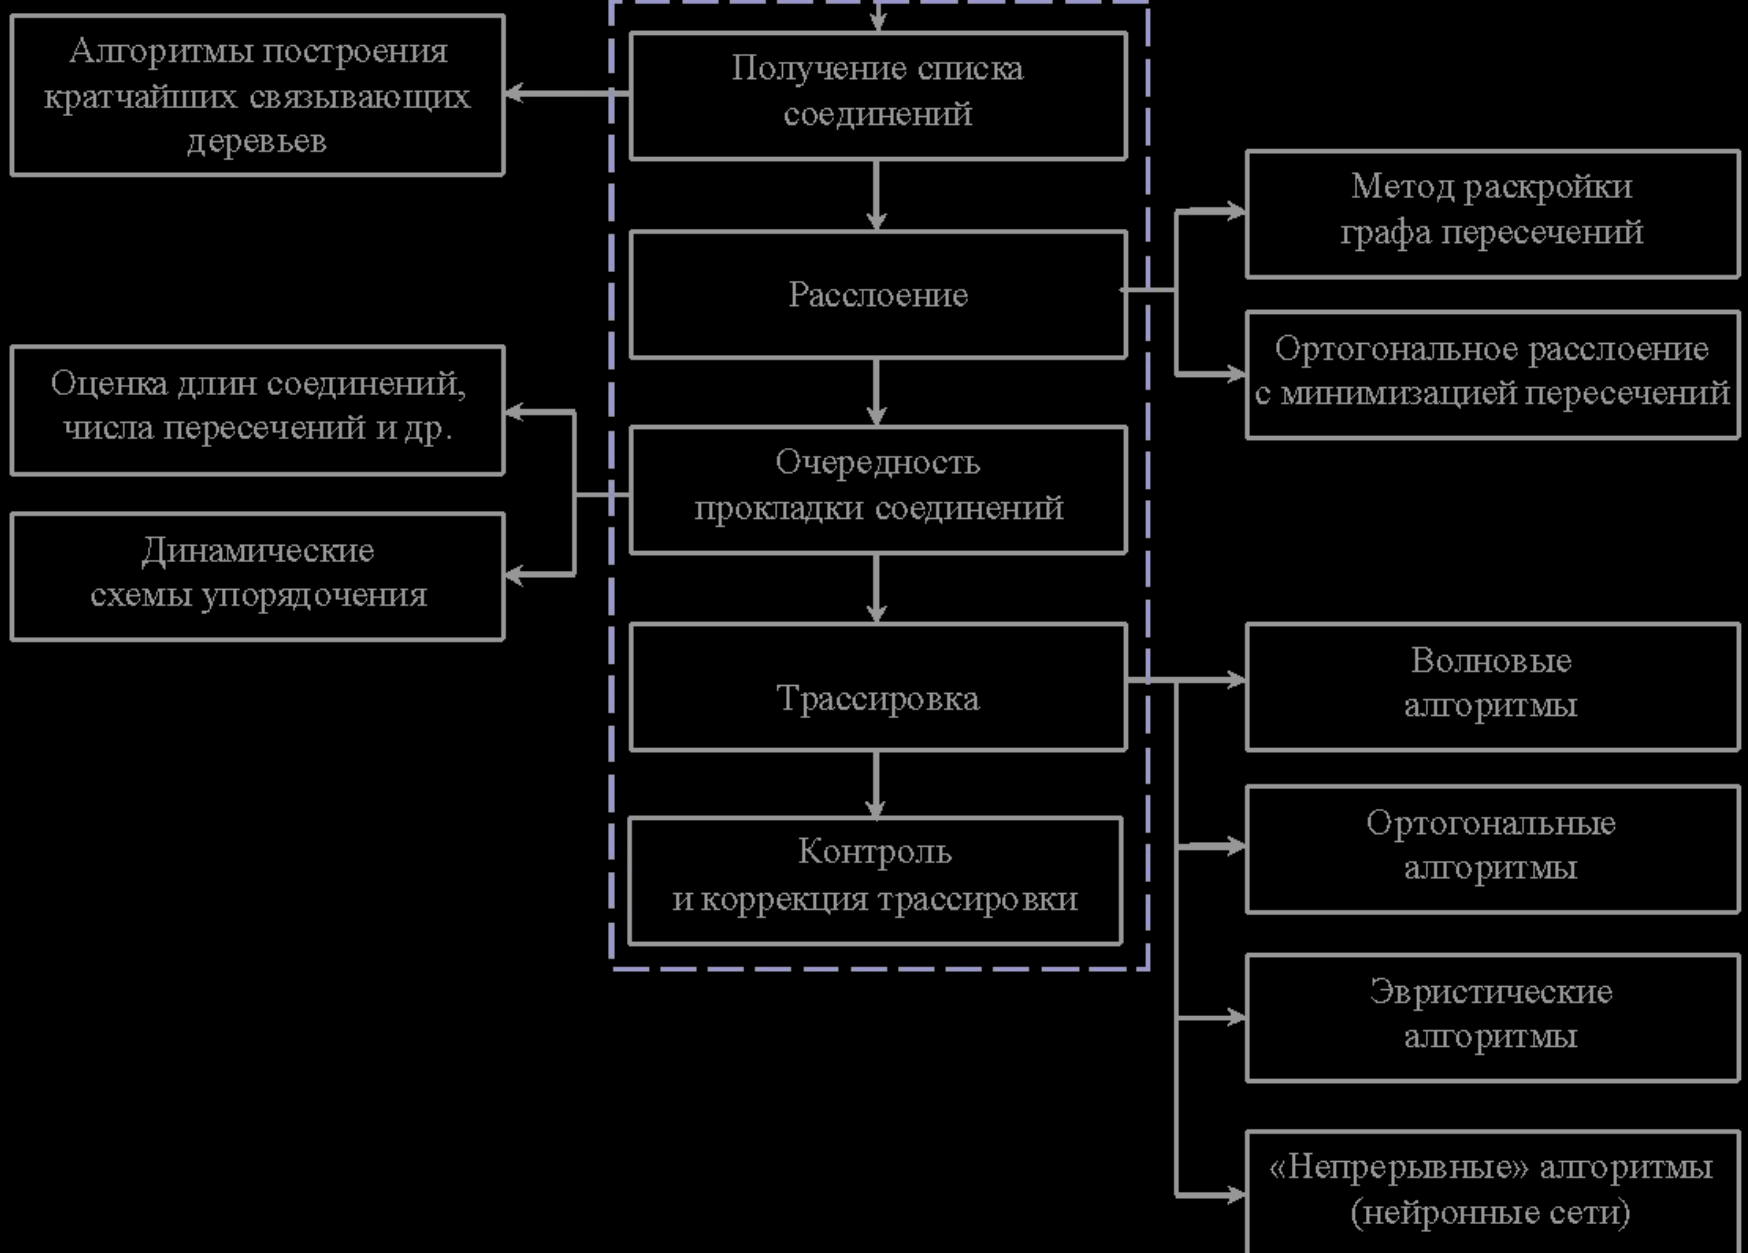 Алгоритмы построения
кратчайших связывающих
деревьев
Получение списка
соединений
Метод раскройки
графа пересечений
Расслоение
Ортогональное расслоение
с минимизацией пересечений
Оценка длин соединений,
числа пересечений и др.
Очередность
прокладки соединений
Динамические
схемы упорядочения
Трассировка
Волновые
алгоритмы
Ортогональные
алгоритмы
Контроль
и коррекция трассировки
Эвристические
алгоритмы
«Непрерывные» алгоритмы
(нейронные сети)